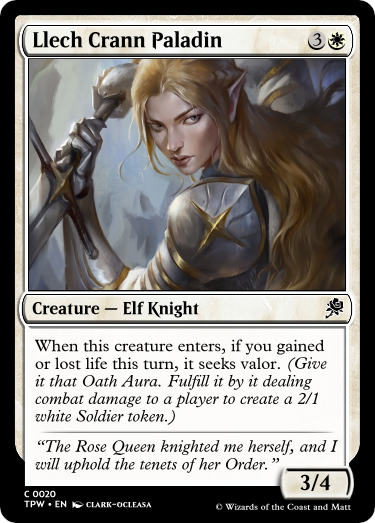 Llech Crann Paladin 3
Creature — Elf Knight
When this creature enters, if you gained
or lost life this turn, it seeks valor. (Give
it that Oath Aura. Fulfill it by it dealing
combat damage to a player to create a 2/1
white Soldier token.)
“The Rose Queen knighted me herself, and I
will uphold the tenets of her Order.”
3/4
C 0020
TPW • EN CLARK-OCLEASA
© Wizards of the Coast and Matt